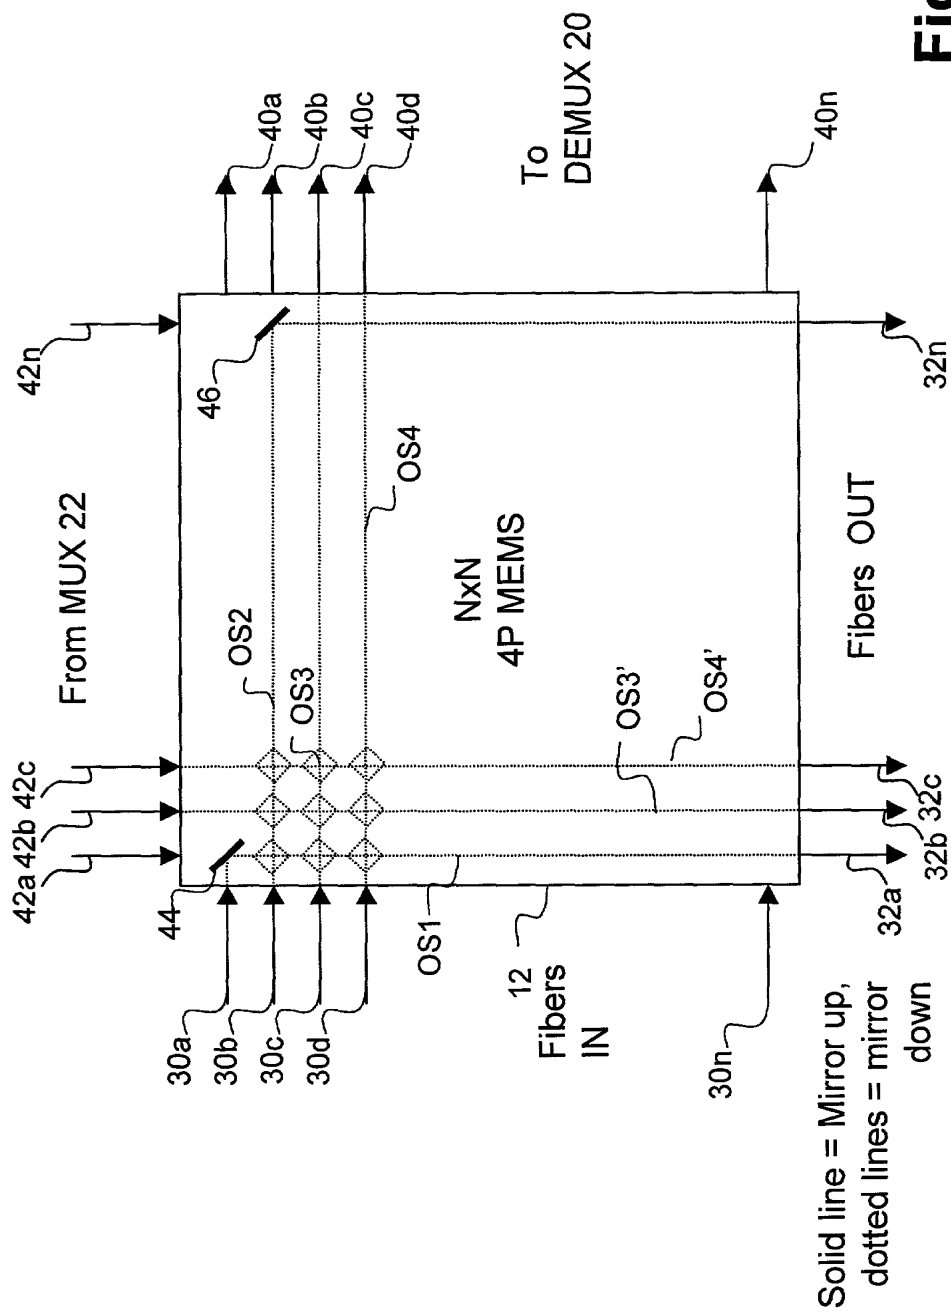 From MUX 22
42a
42b
42c
42n
44
46
30a
30b
30c
30d
40a
40b
40c
40d
OS2
OS3
OS4
To
DEMUX 20
NxN
4P MEMS
OS1
12
Fibers
IN
OS3'
OS4'
30n
40n
32a
32b
32c
32n
Fibers OUT
Solid line = Mirror up,
dotted lines = mirror
down